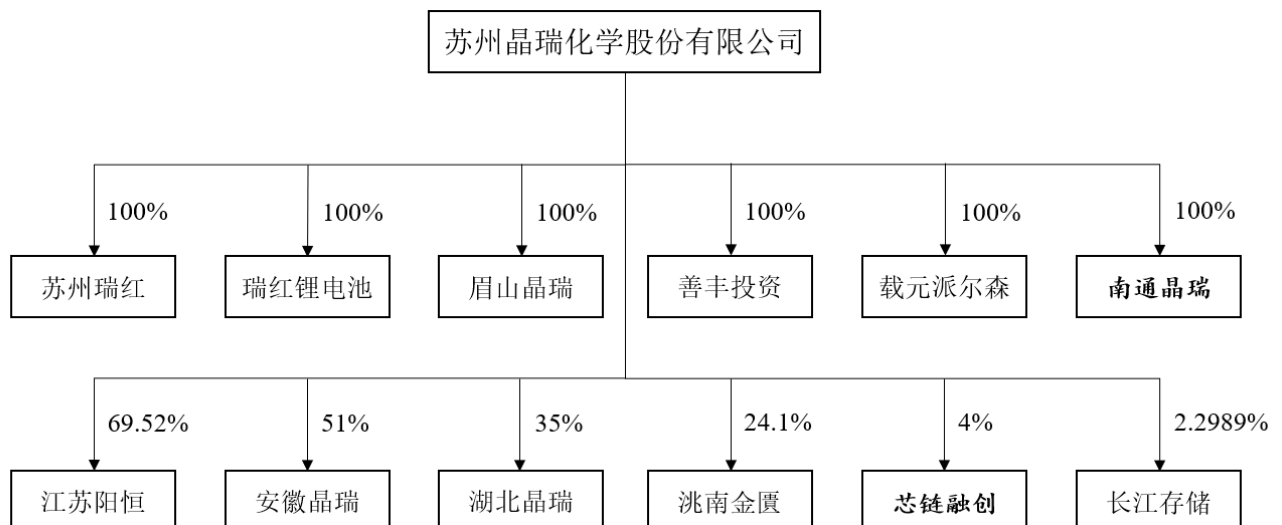 苏州晶瑞化学股份有限公司
100% 100% 100% 100% 100% 100%
苏州瑞红 瑞红锂电池 眉山晶瑞 善丰投资 载元派尔森 南通晶瑞
69.52% 51% 35% 24.1% 4% 2.2989%
江苏阳恒 安徽晶瑞 湖北晶瑞 洮南金匮 芯链融创 长江存储